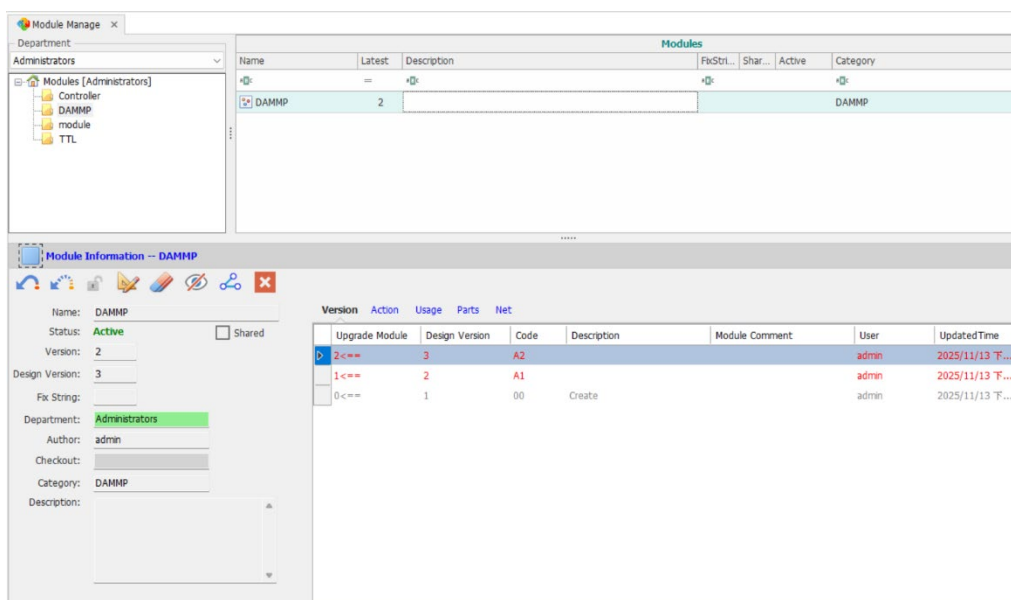 Module Manage ×
Department
Administrators
Modules [Administrators]
Controller
DAMMP
module
TTL
Modules
Name Latest Description FixStri... Shar... Active Category
=
DAMMP 2 DAMMP
Module Information -- DAMMP
Name: DAMMP
Status: Active Shared
Version: 2
Design Version: 3
Fix String:
Department: Administrators
Author: admin
Checkout:
Category: DAMMP
Description:
Version Action Usage Parts Net
Upgrade Module Design Version Code Description Module Comment User UpdatedTime
2<== 3 A2 admin 2025/11/13 下...
1<== 2 A1 admin 2025/11/13 下...
0<== 1 00 Create admin 2025/11/13 下...